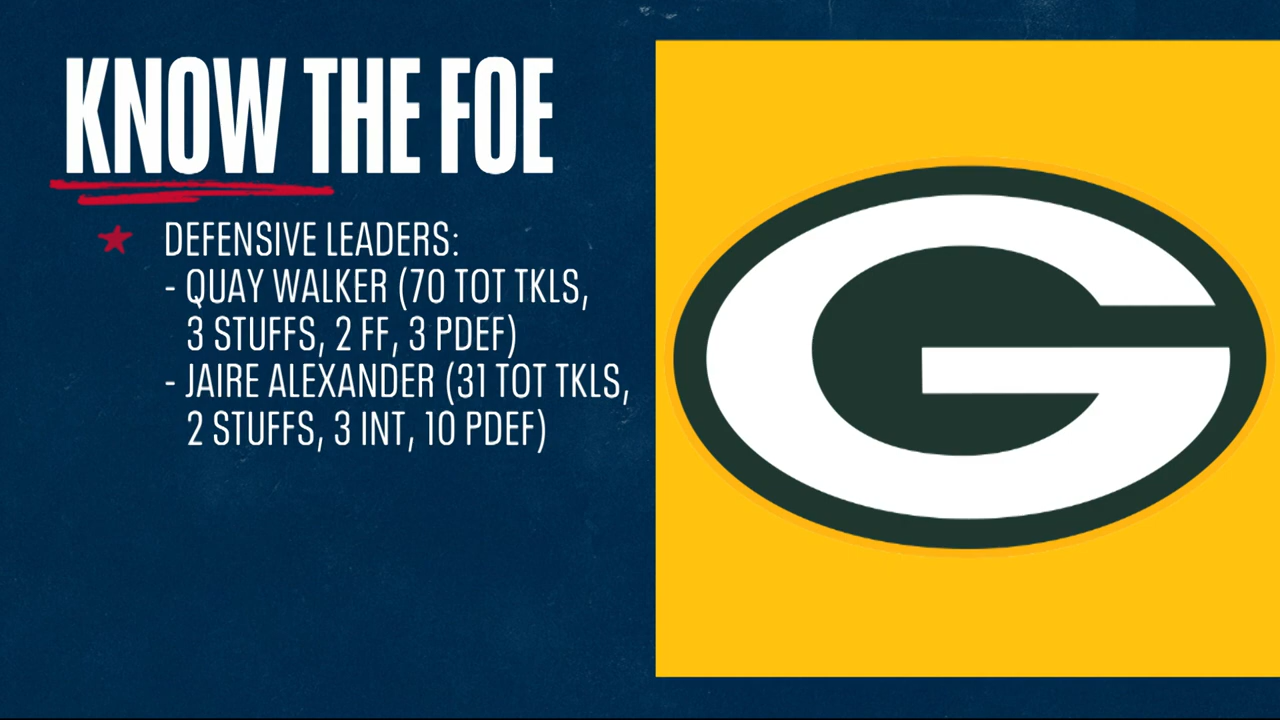 KNOW THE FOE
DEFENSIVE LEADERS:
- QUAY WALKER (70 TOT TKLS,
3 STUFFS, 2 FF, 3 PDEF)
- JAIRE ALEXANDER (31 TOT TKLS,
2 STUFFS, 3 INT, 10 PDEF)
G